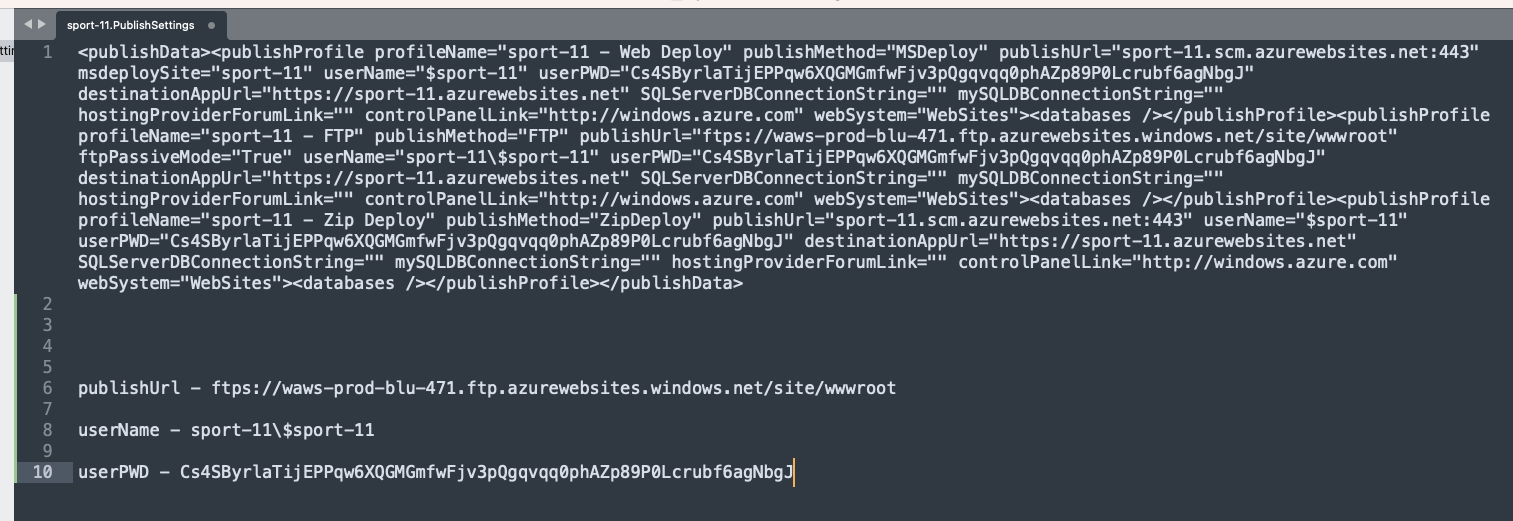 sport-11.PublishSettings
1 <publishData><publishProfile profileName="sport-11 - Web Deploy" publishMethod="MSDeploy" publishUrl="sport-11.scm.azurewebsites.net:443"
msdeploySite="sport-11" userName="$sport-11" userPWD="Cs4SByrlaTijEPPqw6XQGMGmfwFjv3pQgqvqq0phAZp89P0Lcrubf6agNbgJ"
destinationAppUrl="https://sport-11.azurewebsites.net" SQLServerDBConnectionString="" mySQLDBConnectionString=""
hostingProviderForumLink="" controlPanelLink="http://windows.azure.com" webSystem="WebSites"><databases /></publishProfile><publishProfile
profileName="sport-11 - FTP" publishMethod="FTP" publishUrl="ftps://waws-prod-blu-471.ftp.azurewebsites.windows.net/site/wwwroot"
ftpPassiveMode="True" userName="sport-11\$sport-11" userPWD="Cs4SByrlaTijEPPqw6XQGMGmfwFjv3pQgqvqq0phAZp89P0Lcrubf6agNbgJ"
destinationAppUrl="https://sport-11.azurewebsites.net" SQLServerDBConnectionString="" mySQLDBConnectionString=""
hostingProviderForumLink="" controlPanelLink="http://windows.azure.com" webSystem="WebSites"><databases /></publishProfile><publishProfile
profileName="sport-11 - Zip Deploy" publishMethod="ZipDeploy" publishUrl="sport-11.scm.azurewebsites.net:443" userName="$sport-11"
userPWD="Cs4SByrlaTijEPPqw6XQGMGmfwFjv3pQgqvqq0phAZp89P0Lcrubf6agNbgJ" destinationAppUrl="https://sport-11.azurewebsites.net"
SQLServerDBConnectionString="" mySQLDBConnectionString="" hostingProviderForumLink="" controlPanelLink="http://windows.azure.com"
webSystem="WebSites"><databases /></publishProfile></publishData>
2
3
4
5
6 publishUrl - ftps://waws-prod-blu-471.ftp.azurewebsites.windows.net/site/wwwroot
7
8 userName - sport-11\$sport-11
9
10 userPWD - Cs4SByrlaTijEPPqw6XQGMGmfwFjv3pQgqvqq0phAZp89P0Lcrubf6agNbgJ